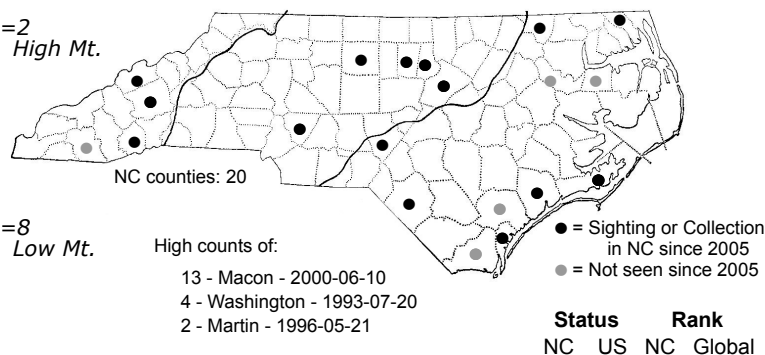 =2
High Mt.
NC counties: 20
=8
Low Mt.
High counts of:
13 - Macon - 2000-06-10
4 - Washington - 1993-07-20
2 - Martin - 1996-05-21
● = Sighting or Collection
in NC since 2005
● = Not seen since 2005
Status Rank
NC US NC Global